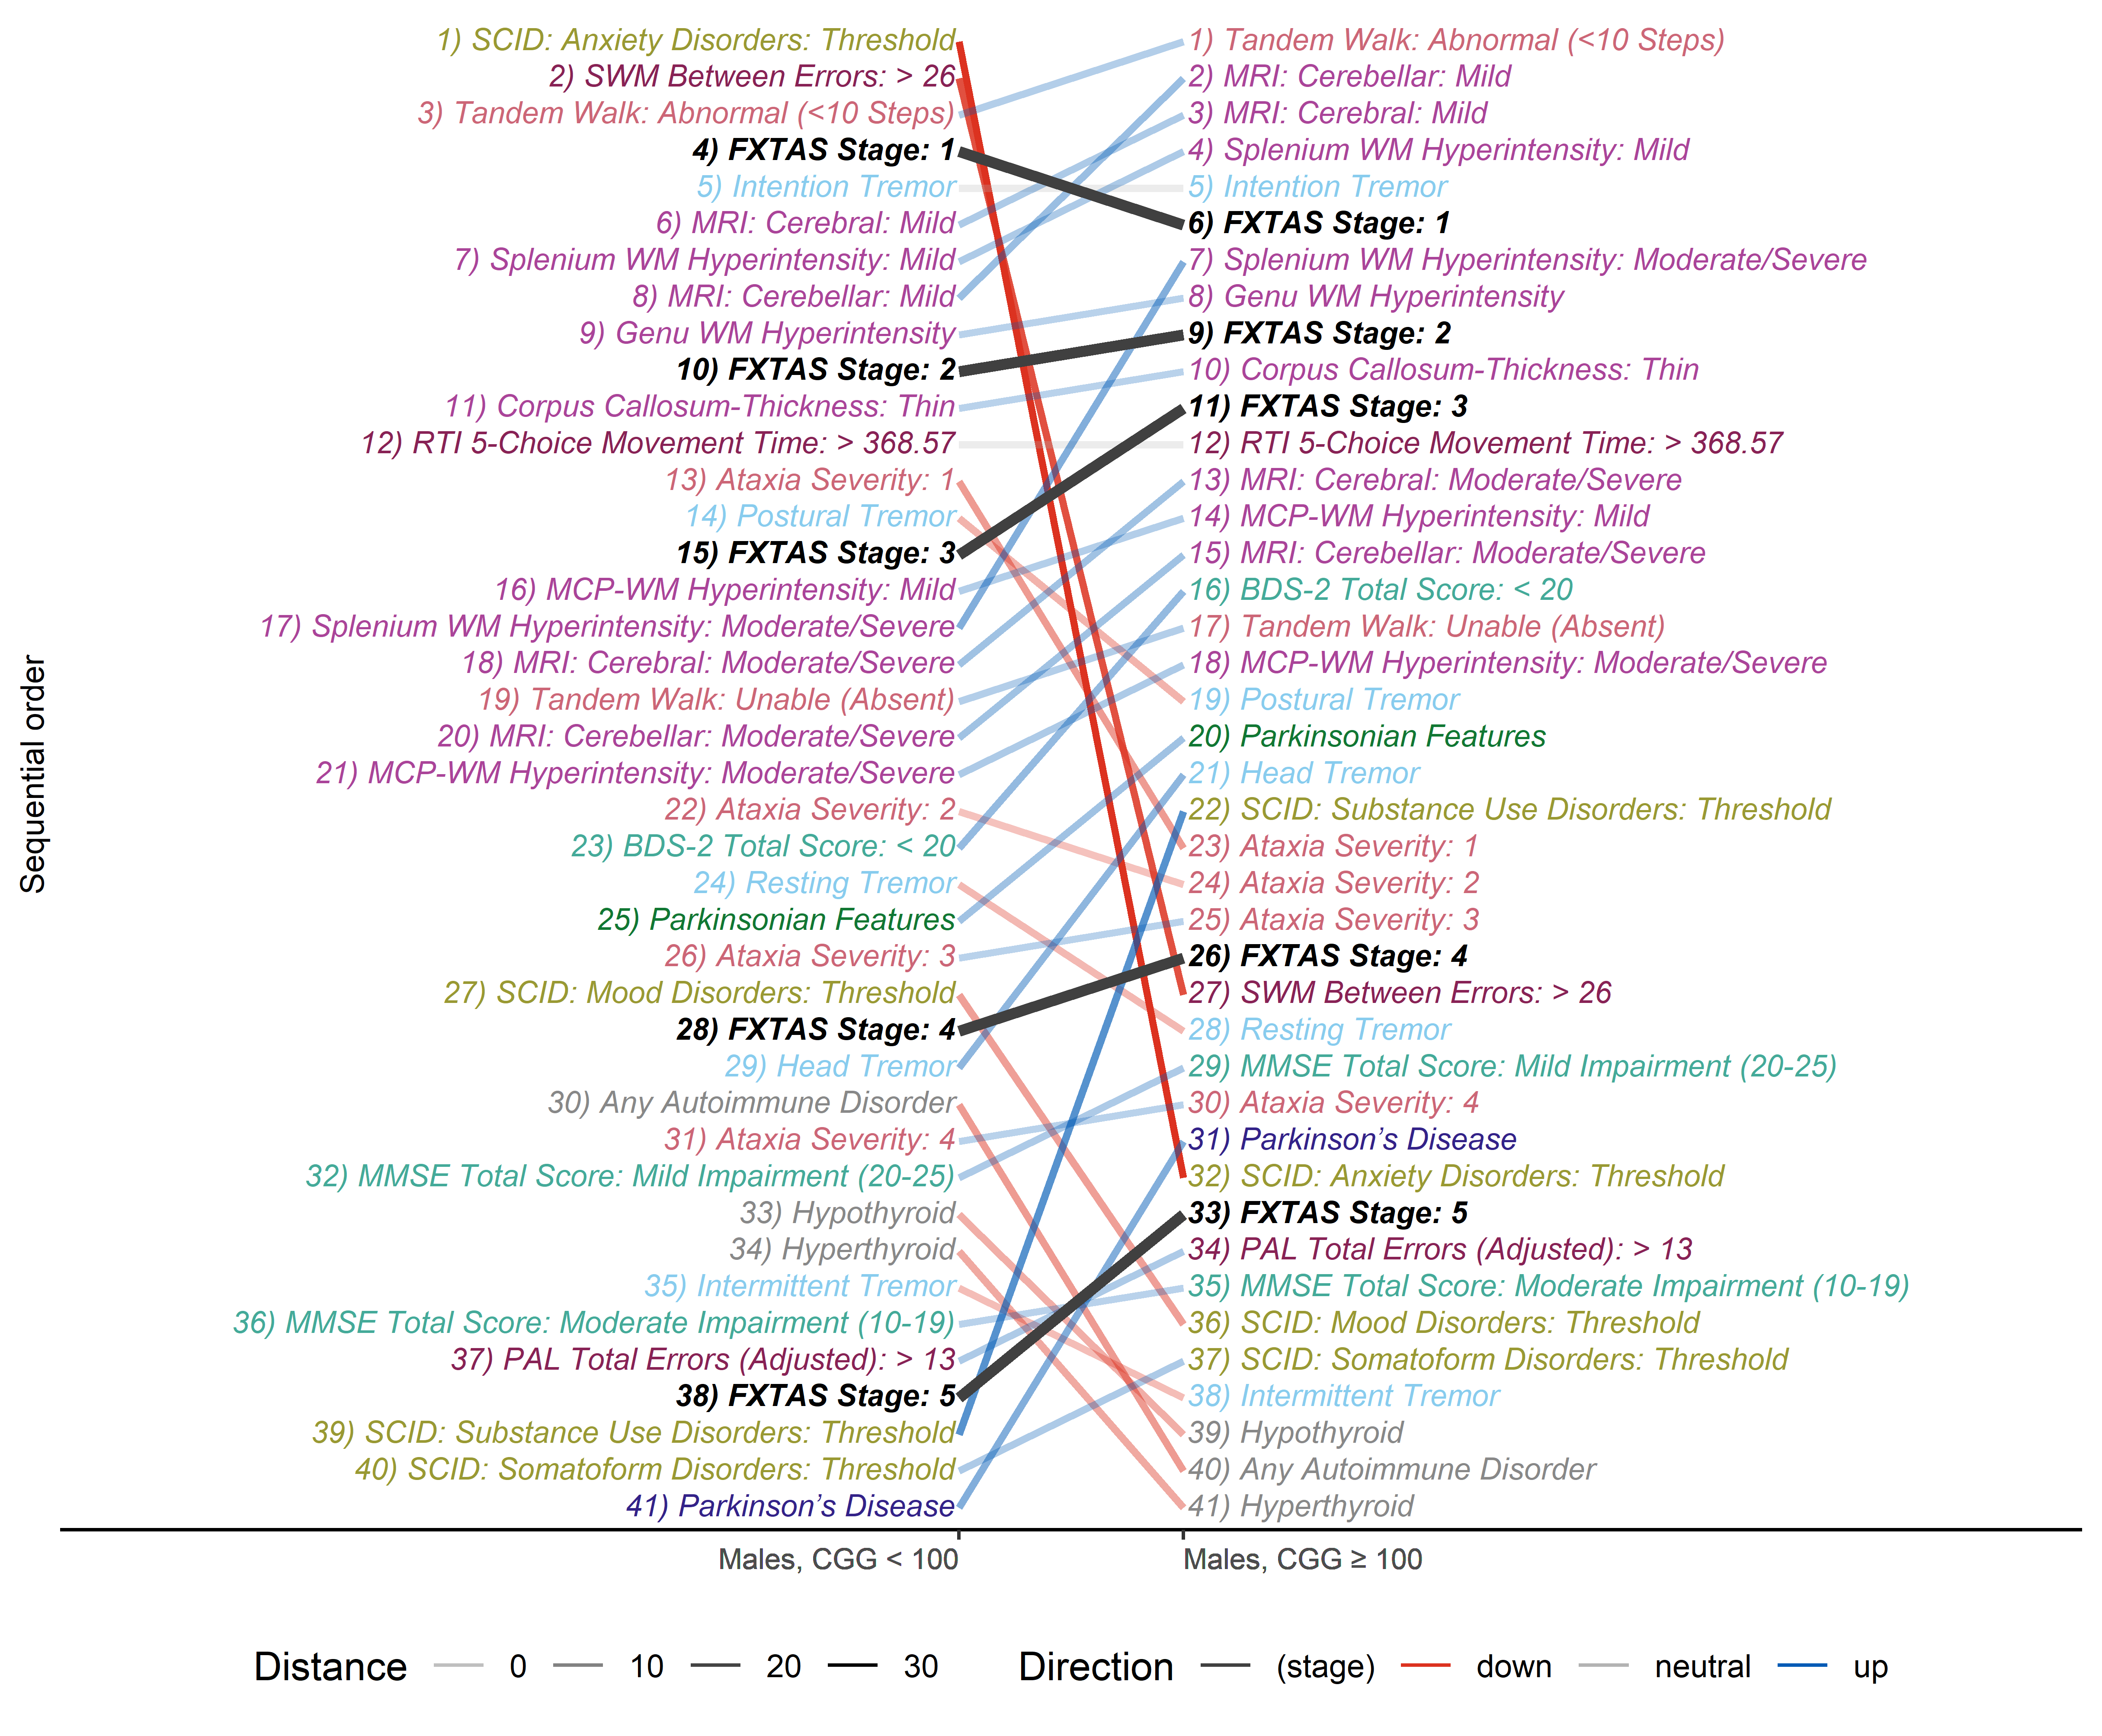 Sequential order
1) SCID: Anxiety Disorders: Threshold
2) SWM Between Errors: > 26
3) Tandem Walk: Abnormal (<10 Steps)
4) FXTAS Stage: 1
5) Intention Tremor
6) MRI: Cerebral: Mild
7) Splenium WM Hyperintensity: Mild
8) MRI: Cerebellar: Mild
9) Genu WM Hyperintensity
10) FXTAS Stage: 2
11) Corpus Callosum-Thickness: Thin
12) RTI 5-Choice Movement Time: > 368.57
13) Ataxia Severity: 1
14) Postural Tremor
15) FXTAS Stage: 3
16) MCP-WM Hyperintensity: Mild
17) Splenium WM Hyperintensity: Moderate/Severe
18) MRI: Cerebral: Moderate/Severe
19) Tandem Walk: Unable (Absent)
20) MRI: Cerebellar: Moderate/Severe
21) MCP-WM Hyperintensity: Moderate/Severe
22) Ataxia Severity: 2
23) BDS-2 Total Score: < 20
24) Resting Tremor
25) Parkinsonian Features
26) Ataxia Severity: 3
27) SCID: Mood Disorders: Threshold
28) FXTAS Stage: 4
29) Head Tremor
30) Any Autoimmune Disorder
31) Ataxia Severity: 4
32) MMSE Total Score: Mild Impairment (20-25)
33) Hypothyroid
34) Hyperthyroid
35) Intermittent Tremor
36) MMSE Total Score: Moderate Impairment (10-19)
37) PAL Total Errors (Adjusted): > 13
38) FXTAS Stage: 5
39) SCID: Substance Use Disorders: Threshold
40) SCID: Somatoform Disorders: Threshold
41) Parkinson's Disease
1) Tandem Walk: Abnormal (<10 Steps)
2) MRI: Cerebellar: Mild
3) MRI: Cerebral: Mild
4) Splenium WM Hyperintensity: Mild
5) Intention Tremor
6) FXTAS Stage: 1
7) Splenium WM Hyperintensity: Moderate/Severe
8) Genu WM Hyperintensity
9) FXTAS Stage: 2
10) Corpus Callosum-Thickness: Thin
11) FXTAS Stage: 3
12) RTI 5-Choice Movement Time: > 368.57
13) MRI: Cerebral: Moderate/Severe
14) MCP-WM Hyperintensity: Mild
15) MRI: Cerebellar: Moderate/Severe
16) BDS-2 Total Score: < 20
17) Tandem Walk: Unable (Absent)
18) MCP-WM Hyperintensity: Moderate/Severe
19) Postural Tremor
20) Parkinsonian Features
21) Head Tremor
22) SCID: Substance Use Disorders: Threshold
23) Ataxia Severity: 1
24) Ataxia Severity: 2
25) Ataxia Severity: 3
26) FXTAS Stage: 4
27) SWM Between Errors: > 26
28) Resting Tremor
29) MMSE Total Score: Mild Impairment (20-25)
30) Ataxia Severity: 4
31) Parkinson's Disease
32) SCID: Anxiety Disorders: Threshold
33) FXTAS Stage: 5
34) PAL Total Errors (Adjusted): > 13
35) MMSE Total Score: Moderate Impairment (10-19)
36) SCID: Mood Disorders: Threshold
37) SCID: Somatoform Disorders: Threshold
38) Intermittent Tremor
39) Hypothyroid
40) Any Autoimmune Disorder
41) Hyperthyroid
Males, CGG < 100
Males, CGG ≥ 100
Distance 0 10 20 30
Direction (stage) down neutral up